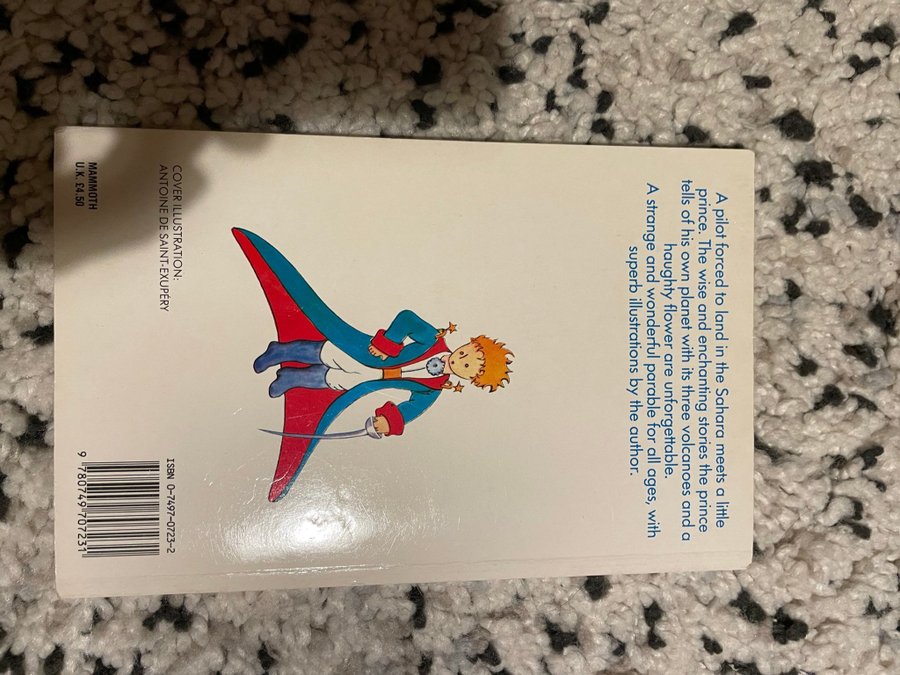 A pilot forced to land in the Sahara meets a little
prince. The wise and enchanting stories the prince
tells of his own planet with its three volcanoes and a
haughty flower are unforgettable.
A strange and wonderful parable for all ages, with
superb illustrations by the author.
COVER ILLUSTRATION:
ANTOINE DE SAINT-EXUPÉRY
MAMMOTH
U.K. £4.50
ISBN 0-7497-0723-2
9 780749 707231